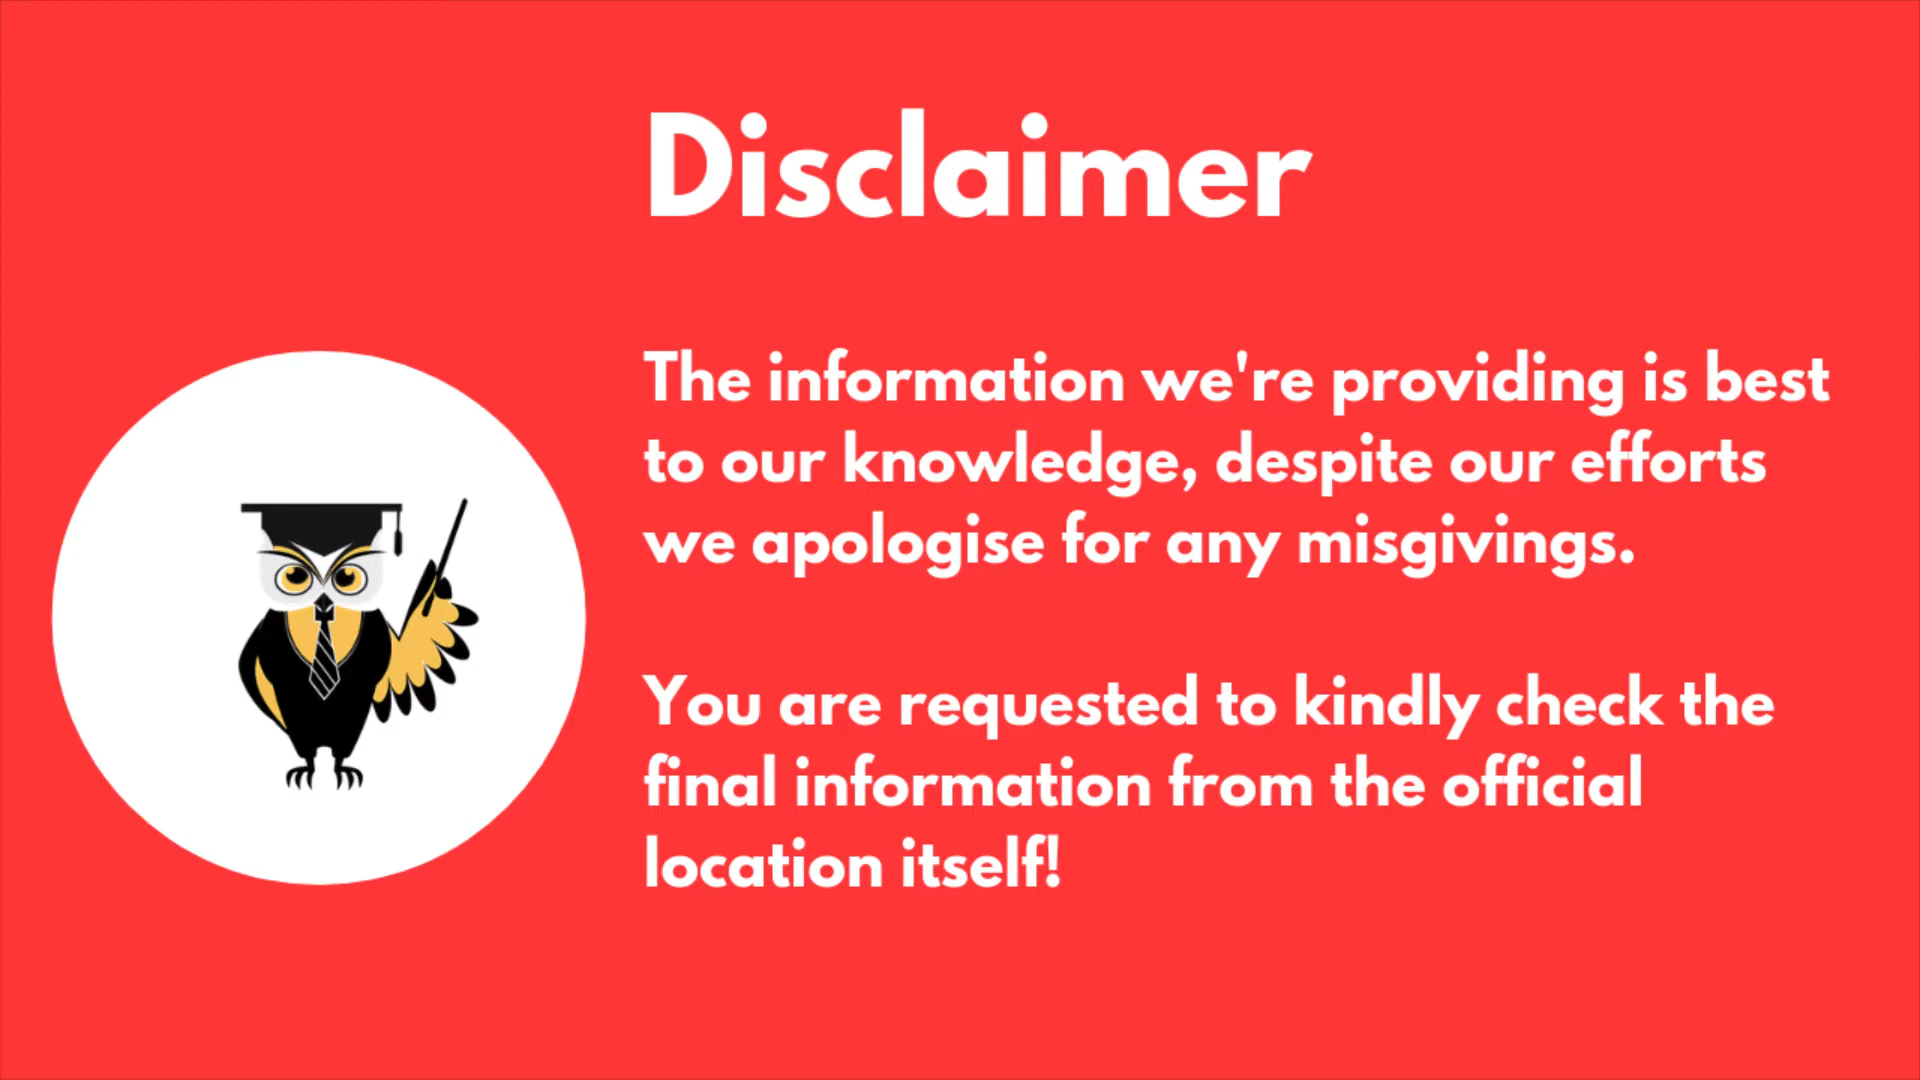 Disclaimer
The information we're providing is best
to our knowledge, despite our efforts
we apologise for any misgivings.
You are requested to kindly check the
final information from the official
location itself!